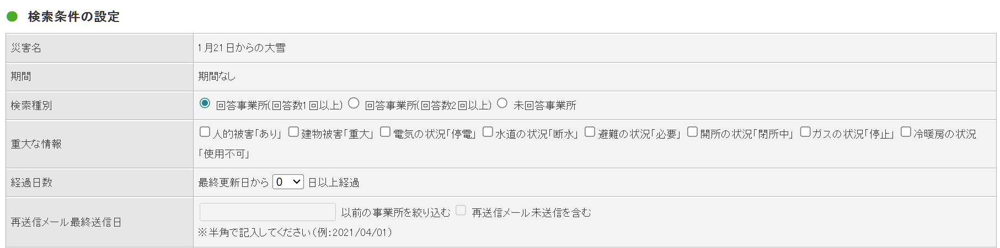 検索条件の設定
災害名 1月21日からの大雪
期間 期間なし
検索種別 回答事業所(回答数1回以上) 回答事業所(回答数2回以上) 未回答事業所
重大な情報 人的被害「あり」 建物被害「重大」 電気の状況「停電」 水道の状況「断水」 避難の状況「必要」 開所の状況「閉所中」 ガスの状況「停止」 冷暖房の状況
「使用不可」
経過日数 最終更新日から 0 日以上経過
再送信メール最終送信日 以前の事業所を絞り込む 再送信メール未送信を含む
※半角で記入してください（例：2021/04/01）